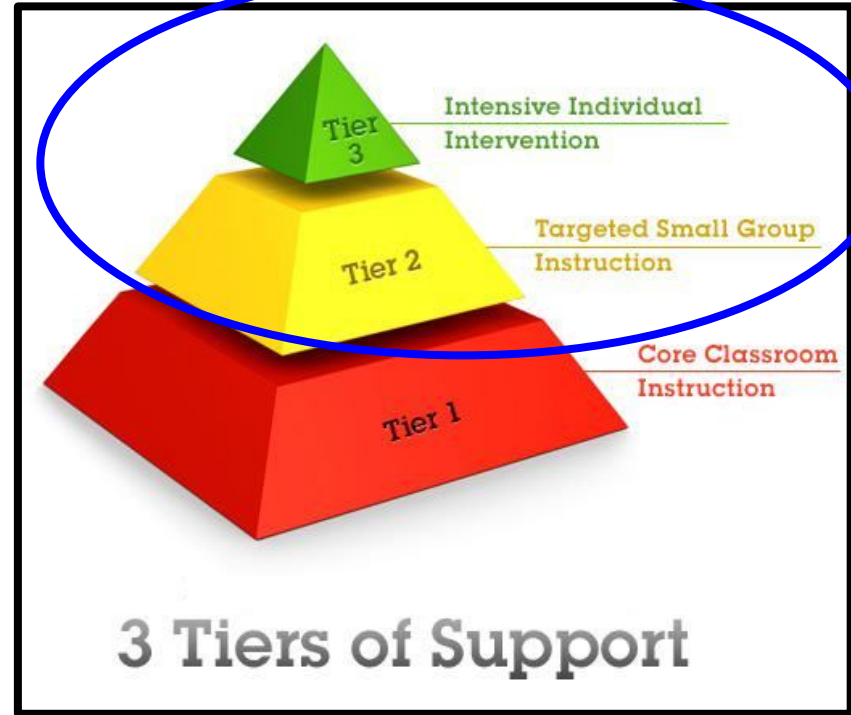 Tier
3
Intensive Individual
Intervention
Tier 2
Targeted Small Group
Instruction
Tier 1
Core Classroom
Instruction
3 Tiers of Support